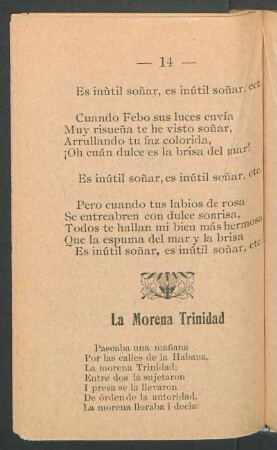 — 14 —
Es inùtil soñar, es inútil soñar, ect.
Cuando Febo sus luces envía
Muy risueña te he visto soñar,
Arrullando tu faz colorida,
¡Oh cuán dulce es la brisa del mar!
Es inútil soñar, es inútil soñar, etc.
Pero cuando tus labios de rosa
Se entreabren con dulce sonrisa,
Todos te hallan mi bien más hermosa
Que la espuma del mar y la brisa
Es inútil soñar, es inútil soñar, etc.
La Morena Trinidad
Paseaba una mañana
Por las calles de la Habana,
La morena Trinidad;
Entre dos la sujetaron
I presa se la llevaron
De órden de la autoridad.
La morena lloraba i decia: